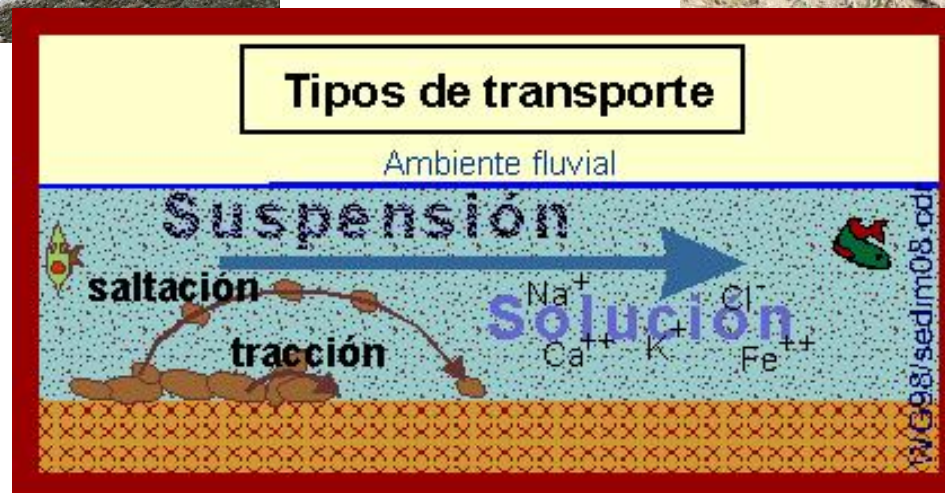 Tipos de transporte
Ambiente fluvial
Suspensión
saltación
Na⁺ Cl⁻
Solución
tracción
Ca⁺⁺ K⁺ Fe⁺⁺
WG98/sedim08.cdr